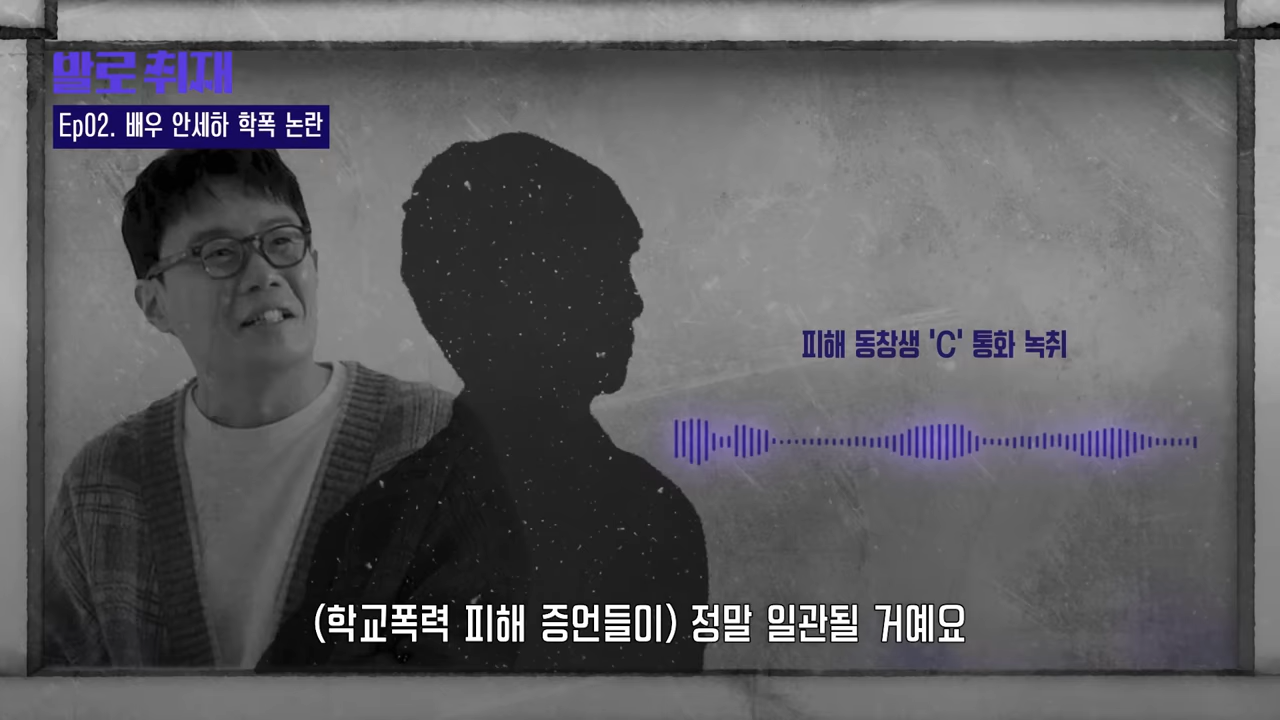 발로 취재
Ep02. 배우 안세하 학폭 논란
피해 동창생 'C' 통화 녹취
(학교폭력 피해 증언들이) 정말 일관될 거예요